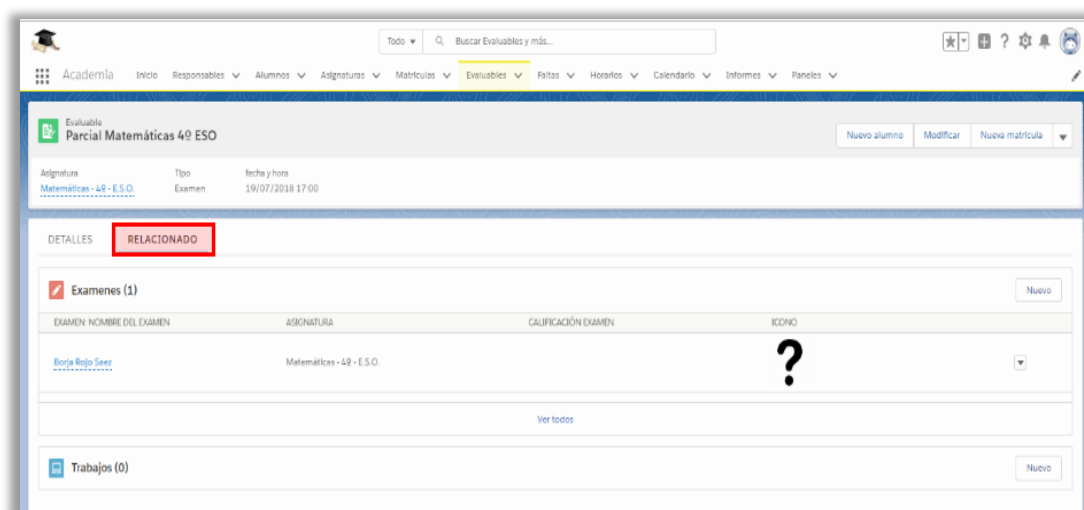 Todo Buscar Evaluables y más...
Academia Inicio Responsables Alumnos Asignaturas Matrículas Evaluables Faltas Horarios Calendario Informes Paneles
Evaluable
Parcial Matemáticas 4º ESO
Nuevo alumno Modificar Nueva matrícula
Asignatura Tipo fecha y hora
Matemáticas - 4º - E.S.O. Examen 19/07/2018 17:00
DETALLES RELACIONADO
Examenes (1) Nuevo
EXAMEN: NOMBRE DEL EXAMEN ASIGNATURA CALIFICACIÓN EXAMEN ICONO
Borja Rojo Saez Matemáticas - 4º - E.S.O. ?
Ver todos
Trabajos (0) Nuevo